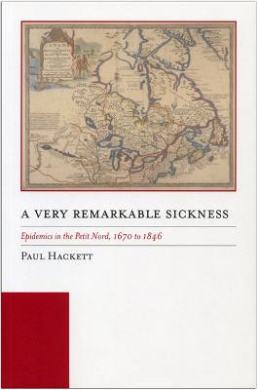 A VERY REMARKABLE SICKNESS
Epidemics in the Petit Nord, 1670 to 1846
PAUL HACKETT